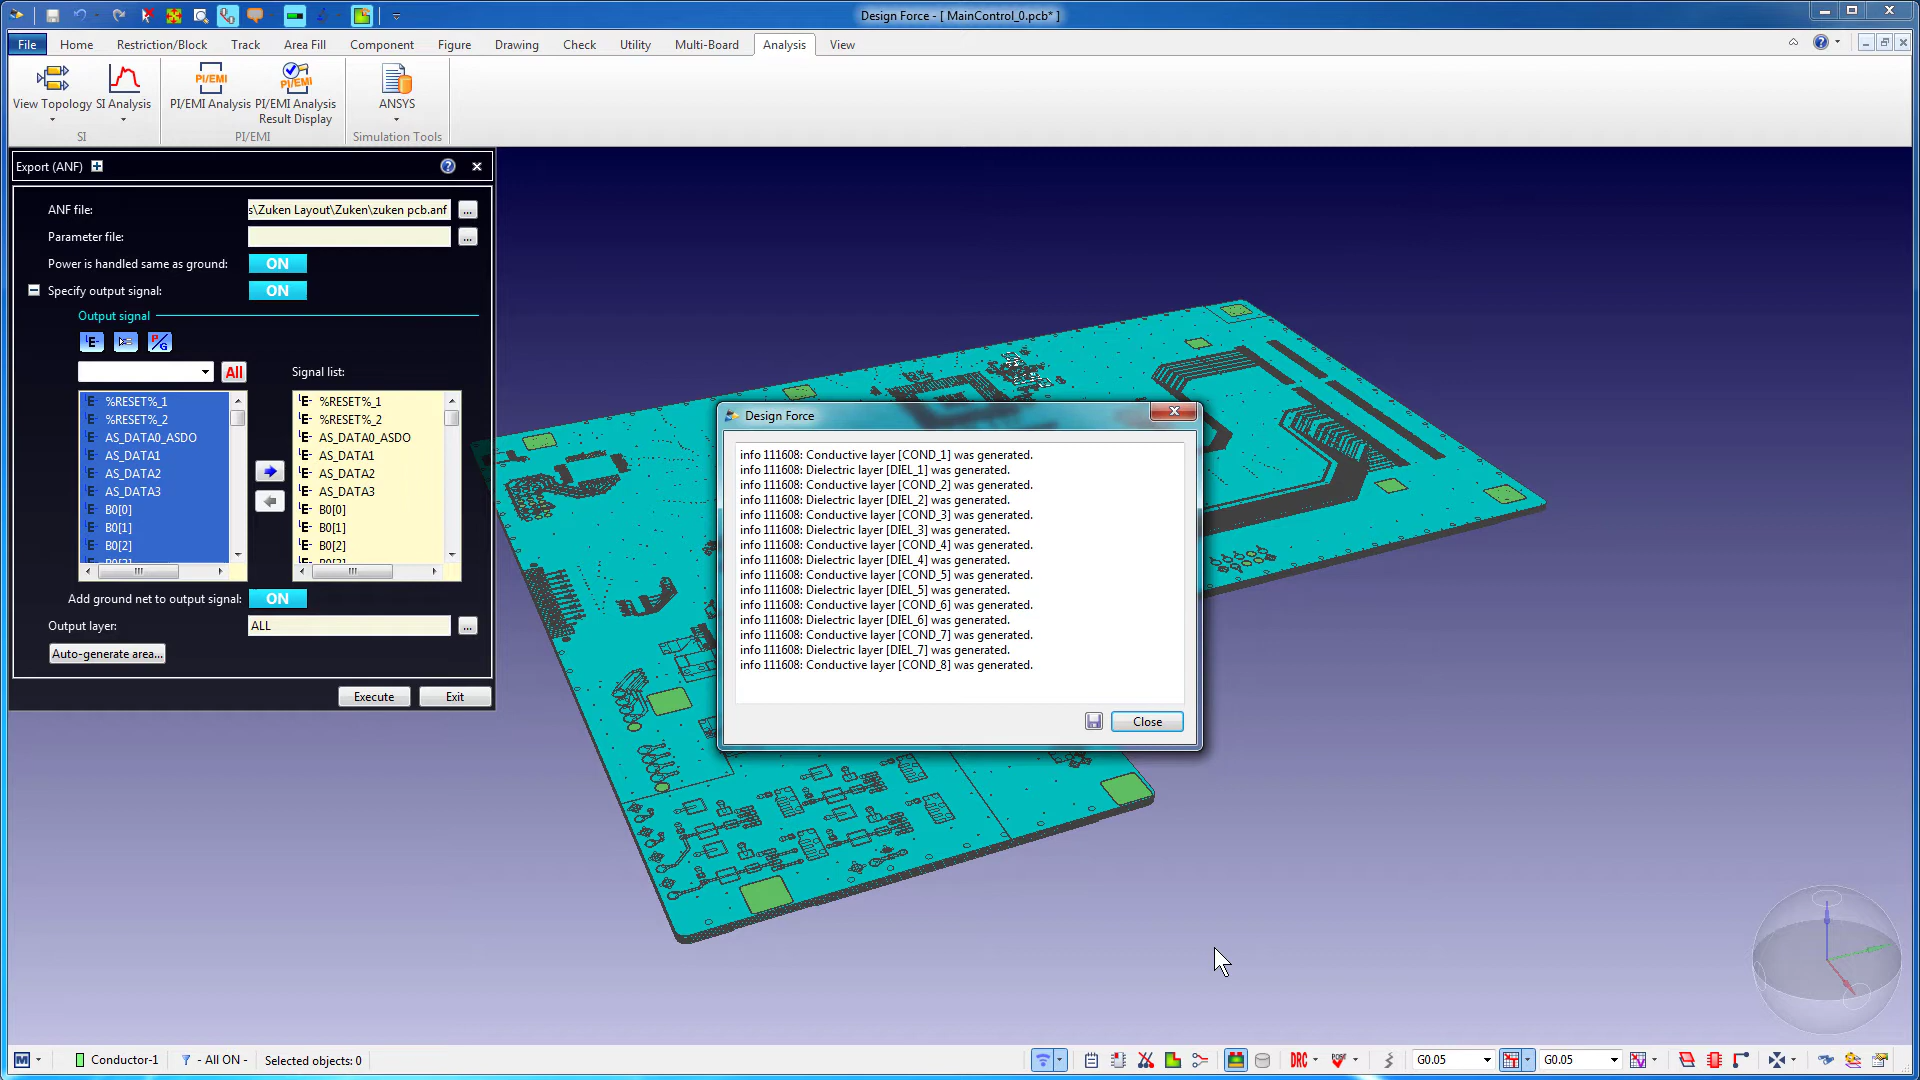 Design Force - [ MainControl_0.pcb* ]
File Home Restriction/Block Track Area Fill Component Figure Drawing Check Utility Multi-Board Analysis View
PI/EMI PI/EMI
View Topology SI Analysis PI/EMI Analysis PI/EMI Analysis Result Display ANSYS
SI PI/EMI Simulation Tools
Export (ANF)
ANF file: s\Zuken Layout\Zuken\zuken pcb.anf ...
Parameter file: ...
Power is handled same as ground: ON
Specify output signal: ON
Output signal
All Signal list:
%RESET%_1 %RESET%_1
%RESET%_2 %RESET%_2
AS_DATA0_ASDO AS_DATA0_ASDO
AS_DATA1 AS_DATA1
AS_DATA2 AS_DATA2
AS_DATA3 AS_DATA3
B0[0] B0[0]
B0[1] B0[1]
B0[2] B0[2]
Add ground net to output signal: ON
Output layer: ALL ...
Auto-generate area...
Execute Exit
Design Force
info 111608: Conductive layer [COND_1] was generated.
info 111608: Dielectric layer [DIEL_1] was generated.
info 111608: Conductive layer [COND_2] was generated.
info 111608: Dielectric layer [DIEL_2] was generated.
info 111608: Conductive layer [COND_3] was generated.
info 111608: Dielectric layer [DIEL_3] was generated.
info 111608: Conductive layer [COND_4] was generated.
info 111608: Dielectric layer [DIEL_4] was generated.
info 111608: Conductive layer [COND_5] was generated.
info 111608: Dielectric layer [DIEL_5] was generated.
info 111608: Conductive layer [COND_6] was generated.
info 111608: Dielectric layer [DIEL_6] was generated.
info 111608: Conductive layer [COND_7] was generated.
info 111608: Dielectric layer [DIEL_7] was generated.
info 111608: Conductive layer [COND_8] was generated.
Close
M Conductor-1 - All ON - Selected objects: 0 DRC G0.05 G0.05